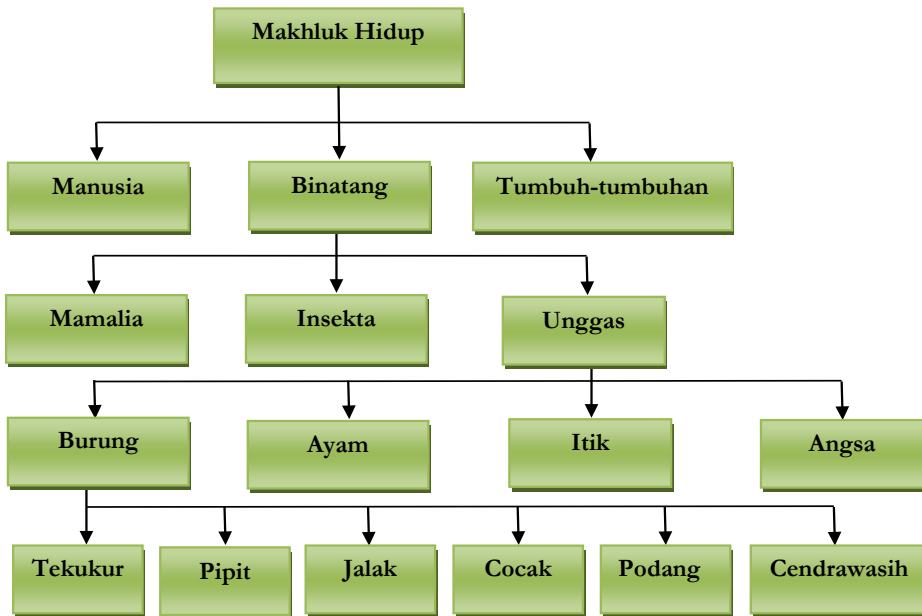 Makhluk Hidup
Manusia
Binatang
Tumbuh-tumbuhan
Mamalia
Insekta
Unggas
Burung
Ayam
Itik
Angsa
Tekukur
Pipit
Jalak
Cocak
Podang
Cendrawasih